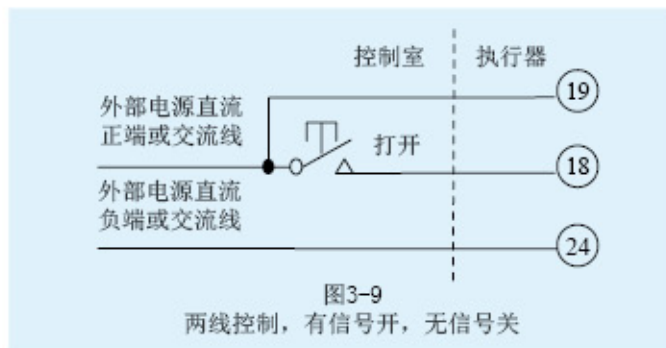 控制室
执行器
外部电源直流
正端或交流线
19
打开
18
外部电源直流
负端或交流线
24
图3-9
两线控制，有信号开，无信号关